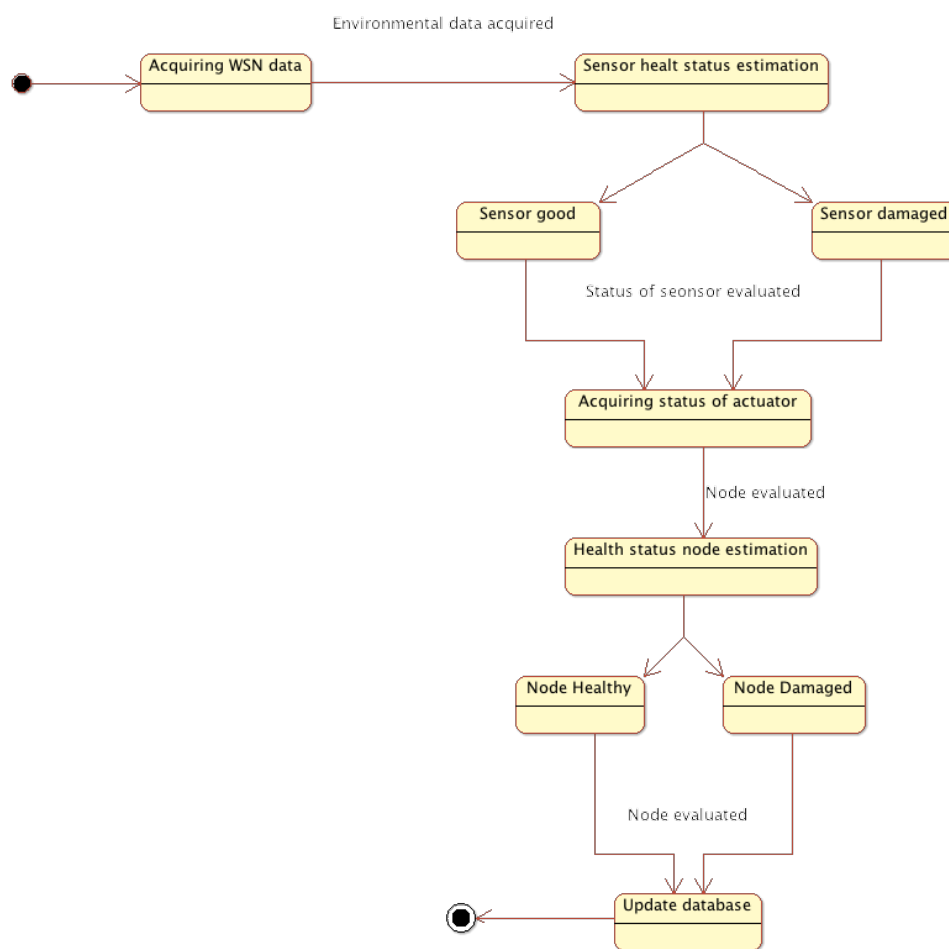 Environmental data acquired
Acquiring WSN data
Sensor healt status estimation
Sensor good
Sensor damaged
Status of seonsor evaluated
Acquiring status of actuator
Node evaluated
Health status node estimation
Node Healthy
Node Damaged
Node evaluated
Update database